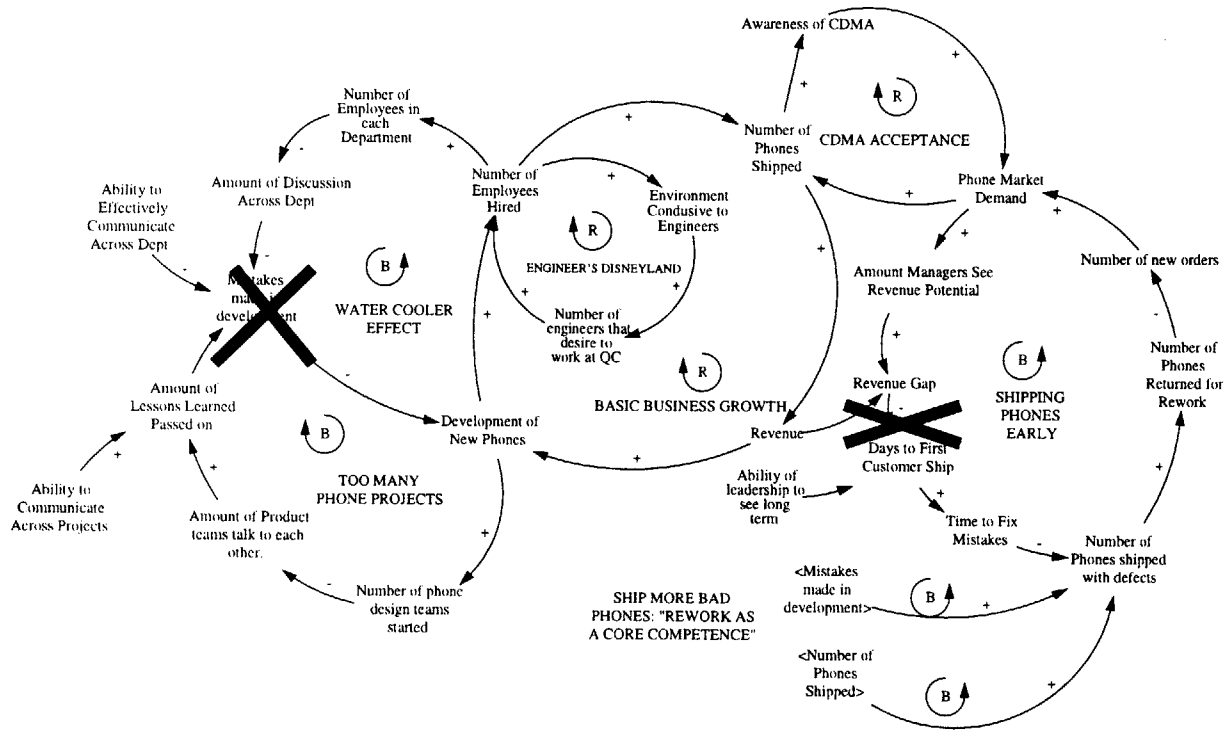 Awareness of CDMA
+
+
R
CDMA ACCEPTANCE
Number of
Employees in
each
Department
-
+
+
Number of
Phones
Shipped
Number of
Employees
Hired
+
Environment
Condusive to
Engineers
R
ENGINEER'S DISNEYLAND
+
+
Number of
engineers that
desire to
work at QC
Phone Market
Demand
+
+
+
+
Amount of Discussion
Across Dept
Ability to
Effectively
Communicate
Across Dept
-
-
B
WATER COOLER
EFFECT
Mistakes
made in
development
-
+
Amount Managers See
Revenue Potential
+
Number of new orders
-
Number of
Phones
Returned for
Rework
B
SHIPPING
PHONES
EARLY
R
BASIC BUSINESS GROWTH
Revenue Gap
-
Revenue
Days to First
Customer Ship
Amount of
Lessons Learned
Passed on
B
TOO MANY
PHONE PROJECTS
Development of
New Phones
+
Ability of
leadership to
see long
term
+
+
+
+
Ability to
Communicate
Across Projects
Amount of Product
teams talk to each
other.
+
-
Number of phone
design teams
started
Time to Fix
Mistakes
-
Number of
Phones shipped
with defects
SHIP MORE BAD
PHONES: "REWORK AS
A CORE COMPETENCE"
<Mistakes
made in
development>
B
+
<Number of
Phones
Shipped>
B
+